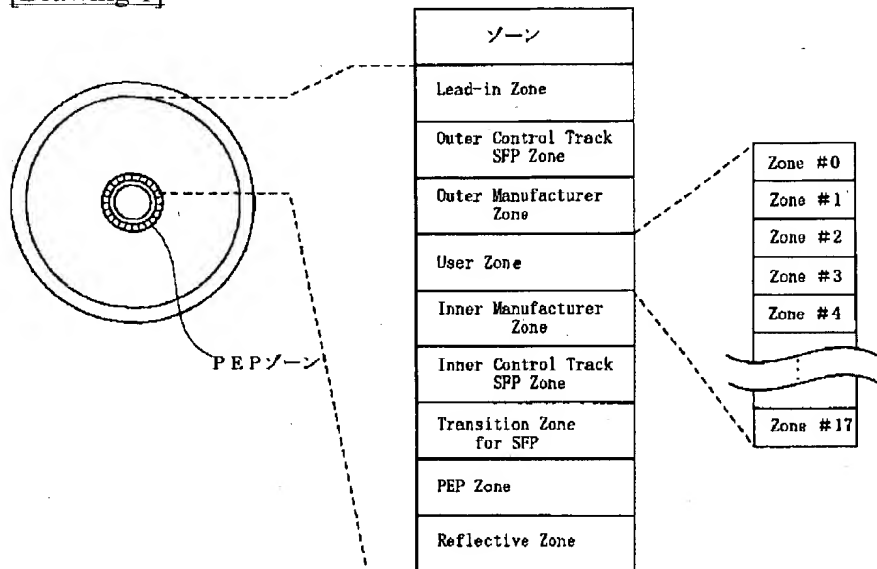 [Drawing 1]
ゾーン
Lead-in Zone
Outer Control Track
SFP Zone
Outer Manufacturer
Zone
User Zone
Inner Manufacturer
Zone
Inner Control Track
SFP Zone
Transition Zone
for SFP
PEP Zone
Reflective Zone
Zone #0
Zone #1
Zone #2
Zone #3
Zone #4
Zone #17
PEPゾーン